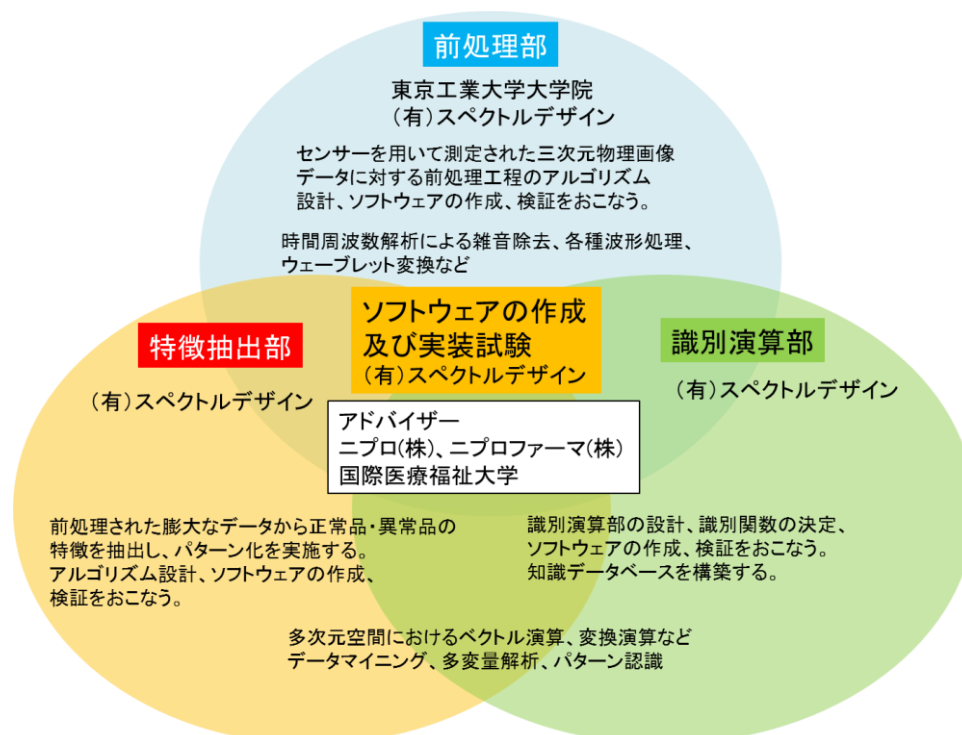 前処理部
東京工業大学大学院
(有)スペクトルデザイン
センサーを用いて測定された三次元物理画像
データに対する前処理工程のアルゴリズム
設計、ソフトウェアの作成、検証をおこなう。
時間周波数解析による雑音除去、各種波形処理、
ウェーブレット変換など
ソフトウェアの作成
及び実装試験
(有)スペクトルデザイン
特徴抽出部
(有)スペクトルデザイン
識別演算部
(有)スペクトルデザイン
アドバイザー
ニプロ(株)、ニプロファーマ(株)
国際医療福祉大学
前処理された膨大なデータから正常品・異常品の
特徴を抽出し、パターン化を実施する。
アルゴリズム設計、ソフトウェアの作成、
検証をおこなう。
識別演算部の設計、識別関数の決定、
ソフトウェアの作成、検証をおこなう。
知識データベースを構築する。
多次元空間におけるベクトル演算、変換演算など
データマイニング、多変量解析、パターン認識